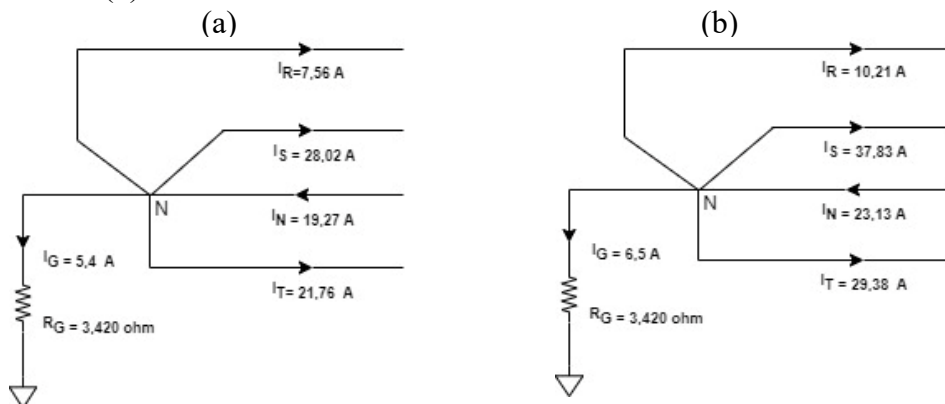 (a)
I_R=7,56 A
I_S = 28,02 A
N
I_N = 19,27 A
I_G = 5,4 A
I_T= 21,76 A
R_G = 3,420 ohm
(b)
I_R = 10,21 A
I_S = 37,83 A
N
I_N = 23,13 A
I_G = 6,5 A
I_T = 29,38 A
R_G = 3,420 ohm